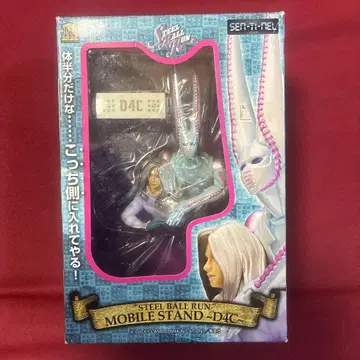 STEEL BALL RUN
SEN-TI-NEL
D4C
体半分だけな……こっち側に入れてやる!
"STEEL BALL RUN"
MOBILE STAND ~D4C~